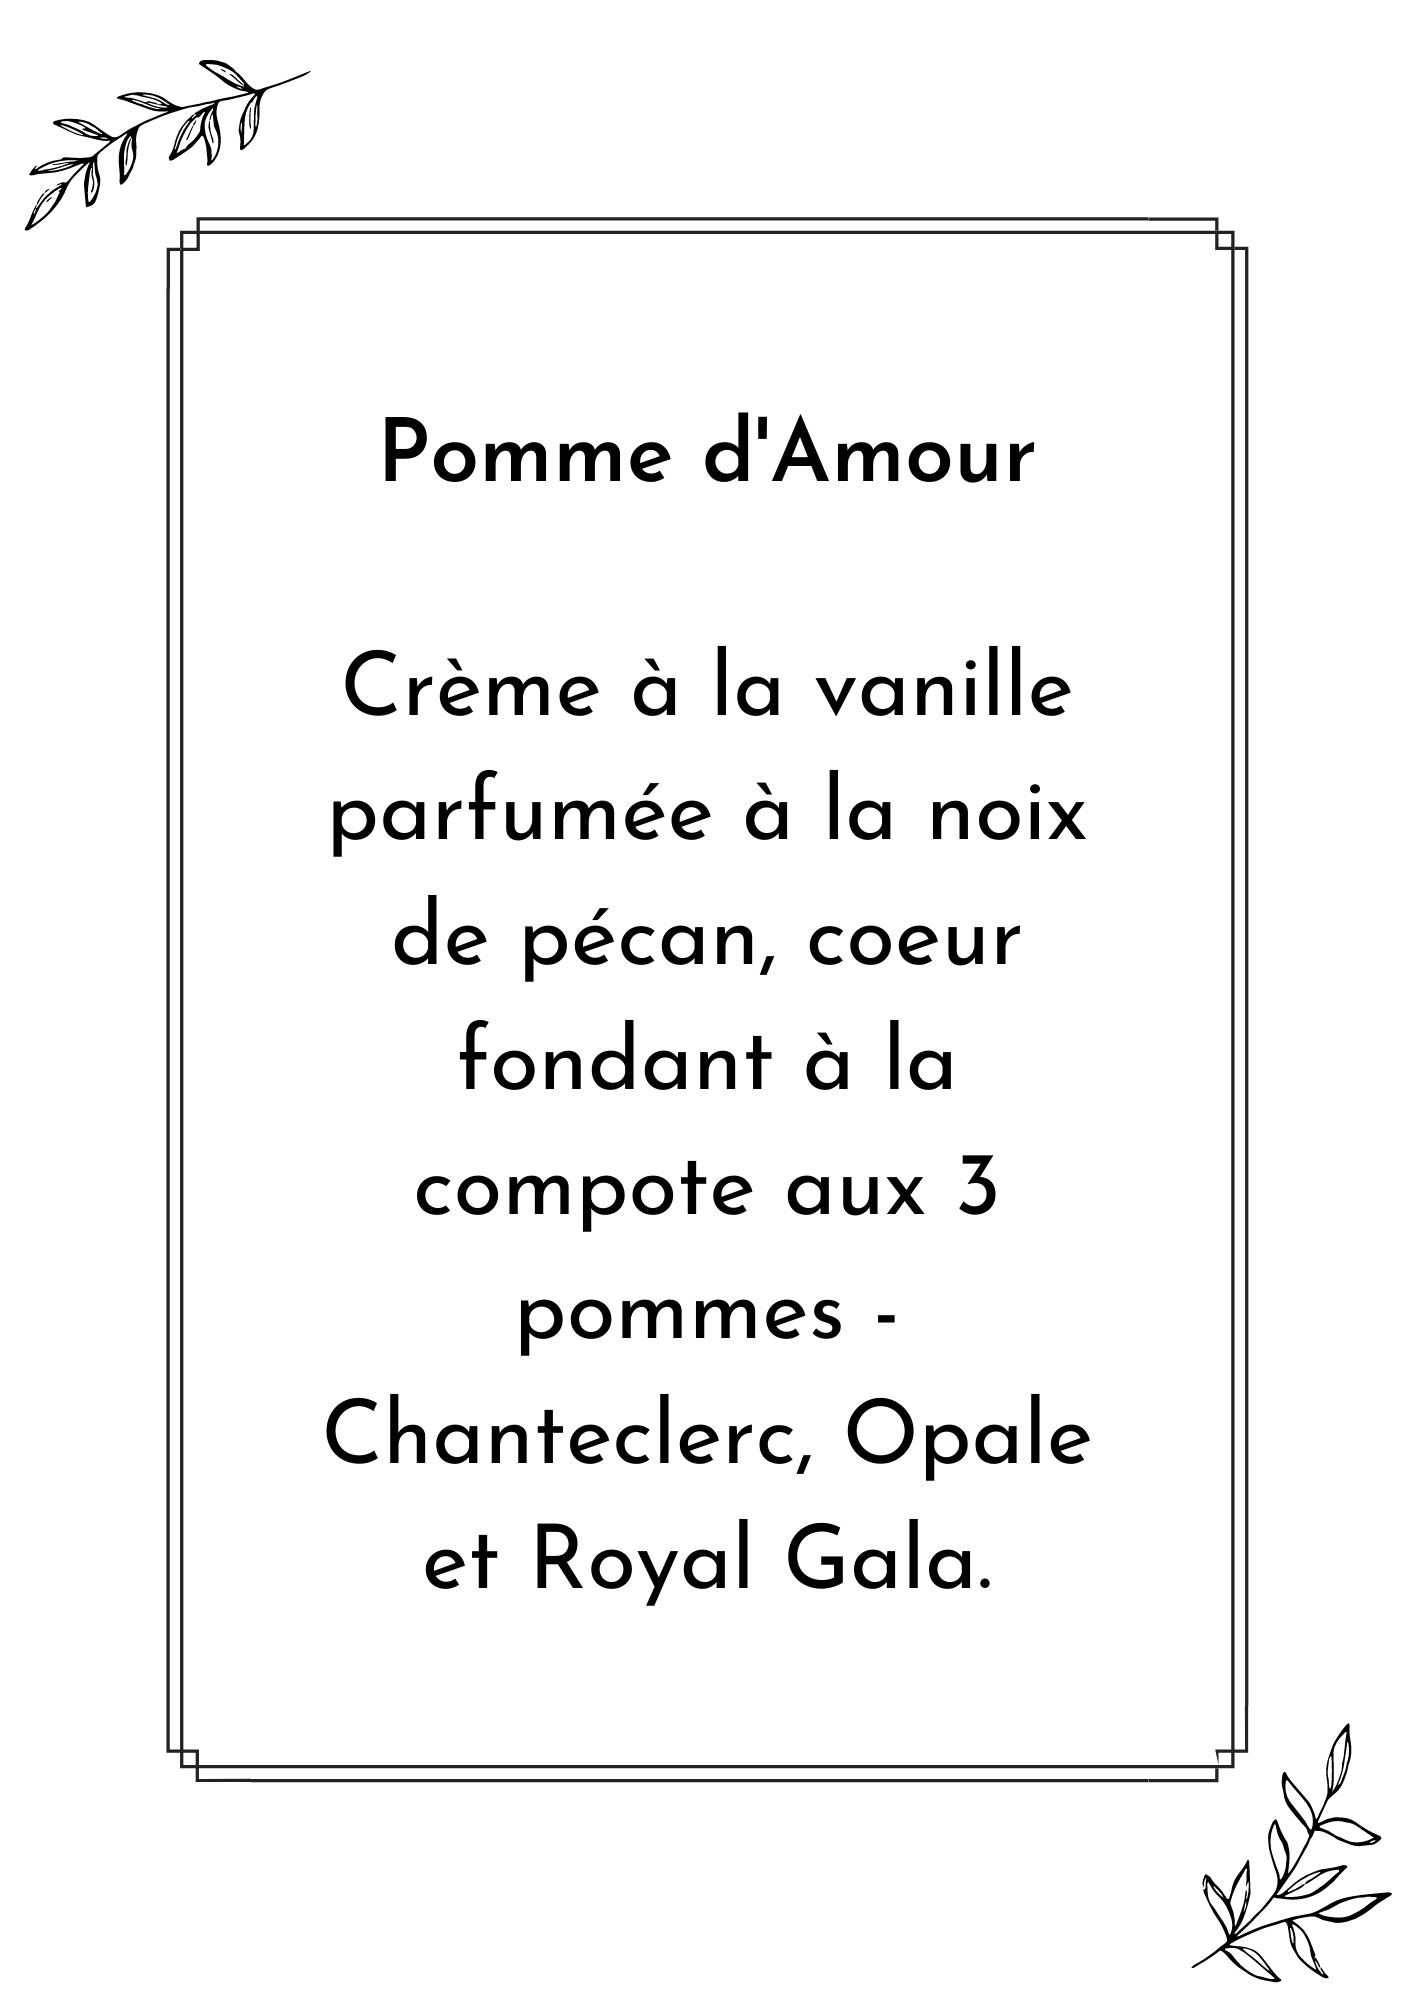 Pomme d'Amour
Crème à la vanille
parfumée à la noix
de pécan, coeur
fondant à la
compote aux 3
pommes -
Chanteclerc, Opale
et Royal Gala.